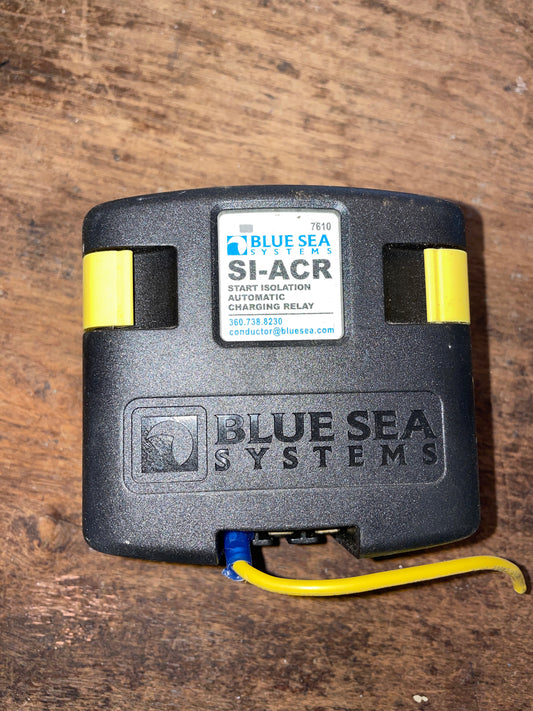 7610
BLUE SEA
SYSTEMS
SI-ACR
START ISOLATION
AUTOMATIC
CHARGING RELAY
360.738.8230
conductor@bluesea.com
BLUE SEA
SYSTEMS